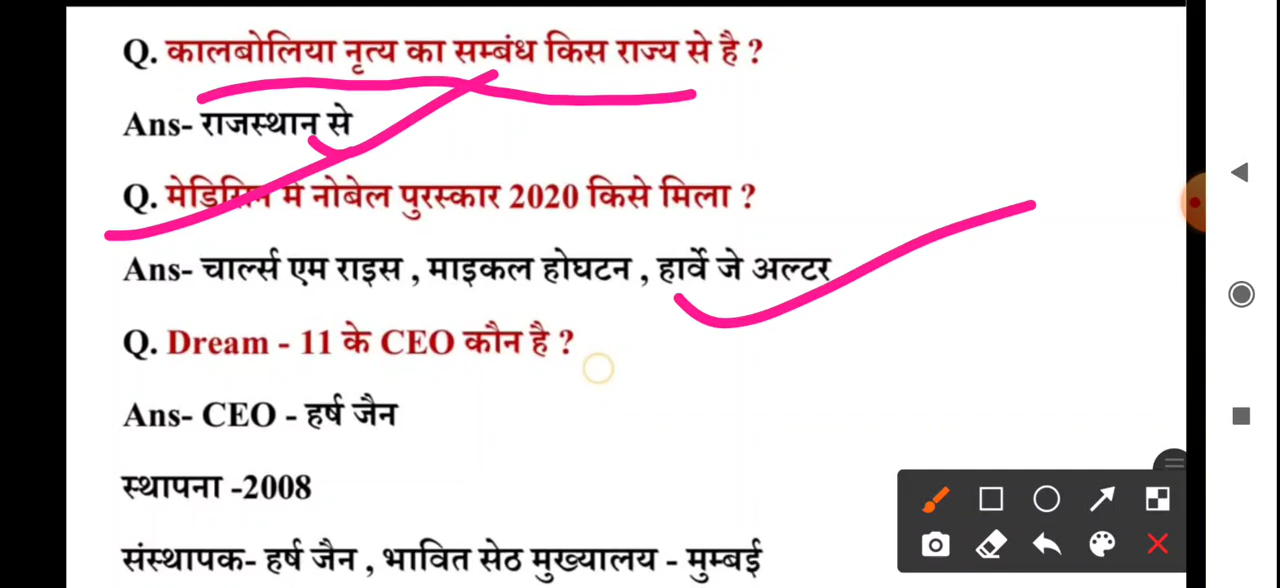 Q. कालबोलिया नृत्य का सम्बंध किस राज्य से है ?
Ans- राजस्थान से
Q. मेडिसिन मे नोबेल पुरस्कार 2020 किसे मिला ?
Ans- चार्ल्स एम राइस , माइकल होघटन , हार्वे जे अल्टर
Q. Dream - 11 के CEO कौन है ?
Ans- CEO - हर्ष जैन
स्थापना -2008
संस्थापक- हर्ष जैन , भावित सेठ मुख्यालय - मुम्बई